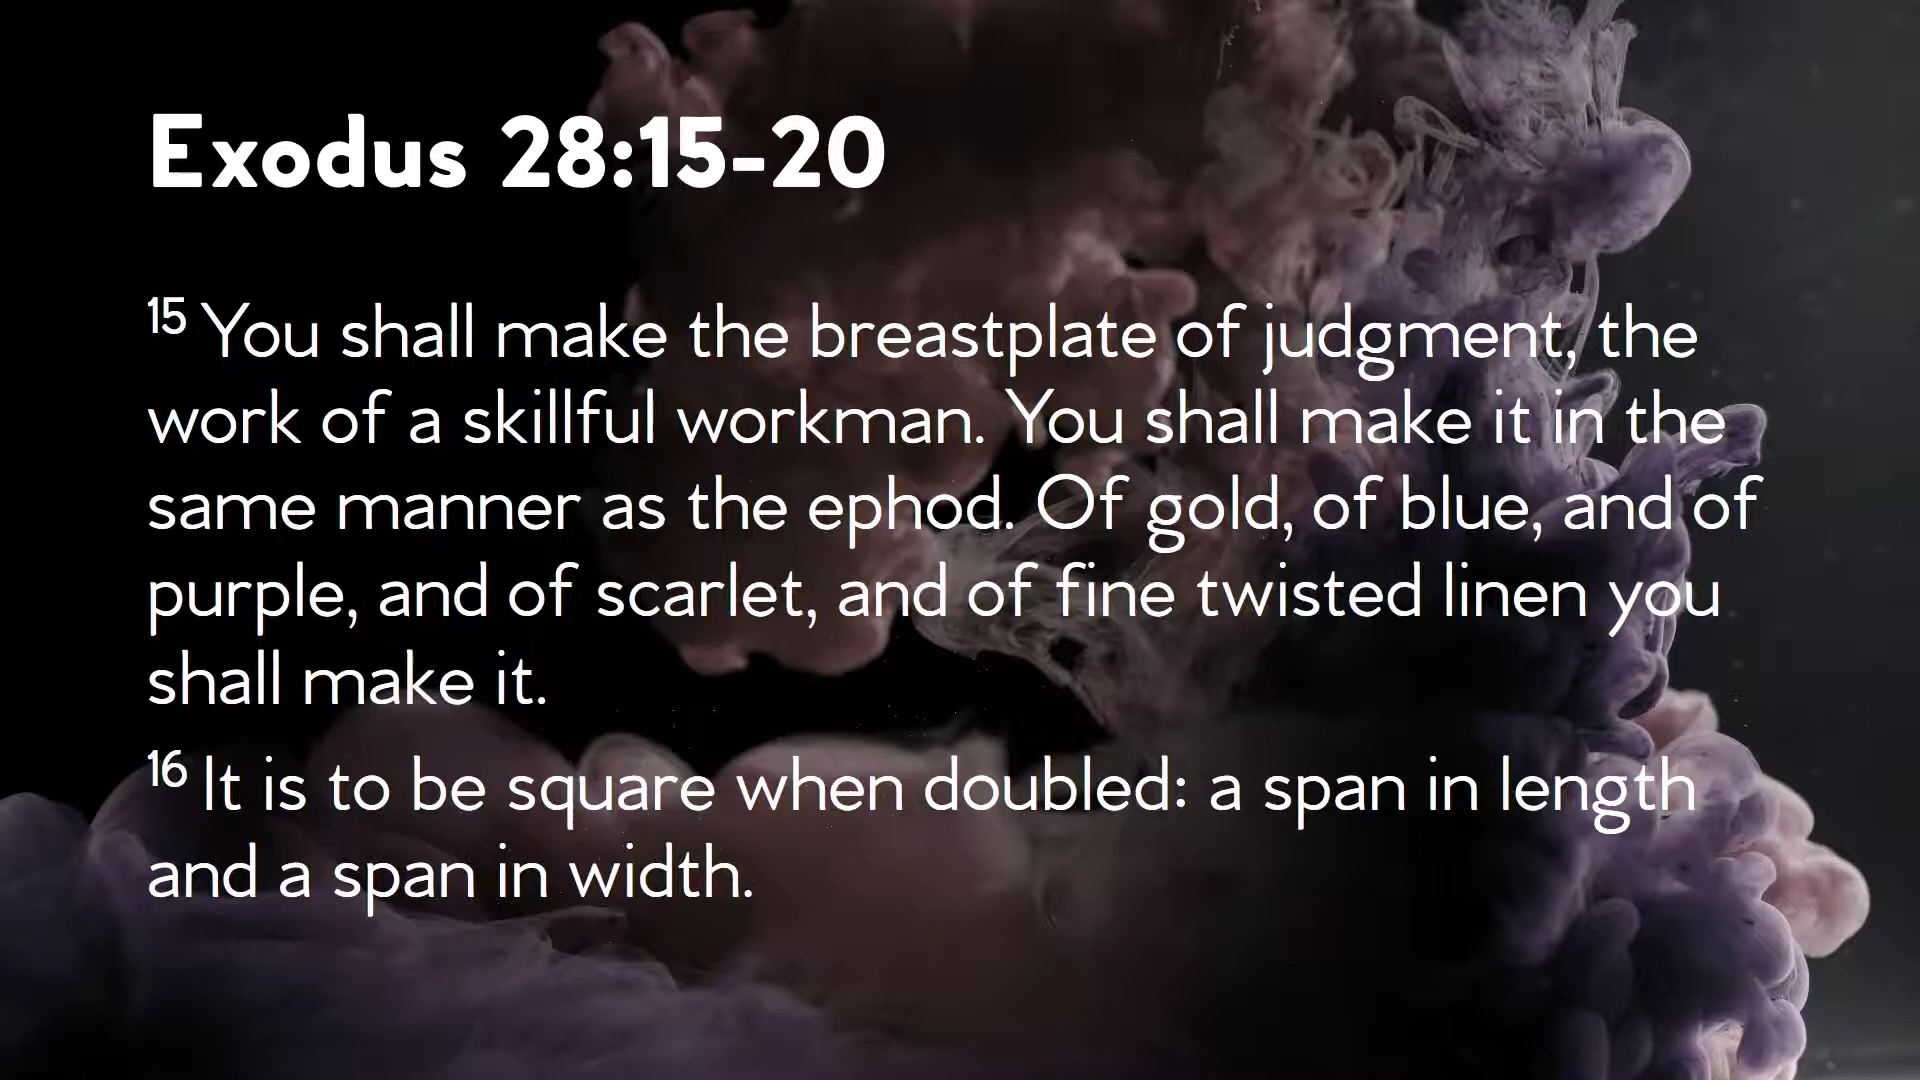 Exodus 28:15-20
15 You shall make the breastplate of judgment, the
work of a skillful workman. You shall make it in the
same manner as the ephod. Of gold, of blue, and of
purple, and of scarlet, and of fine twisted linen you
shall make it.
16 It is to be square when doubled: a span in length
and a span in width.